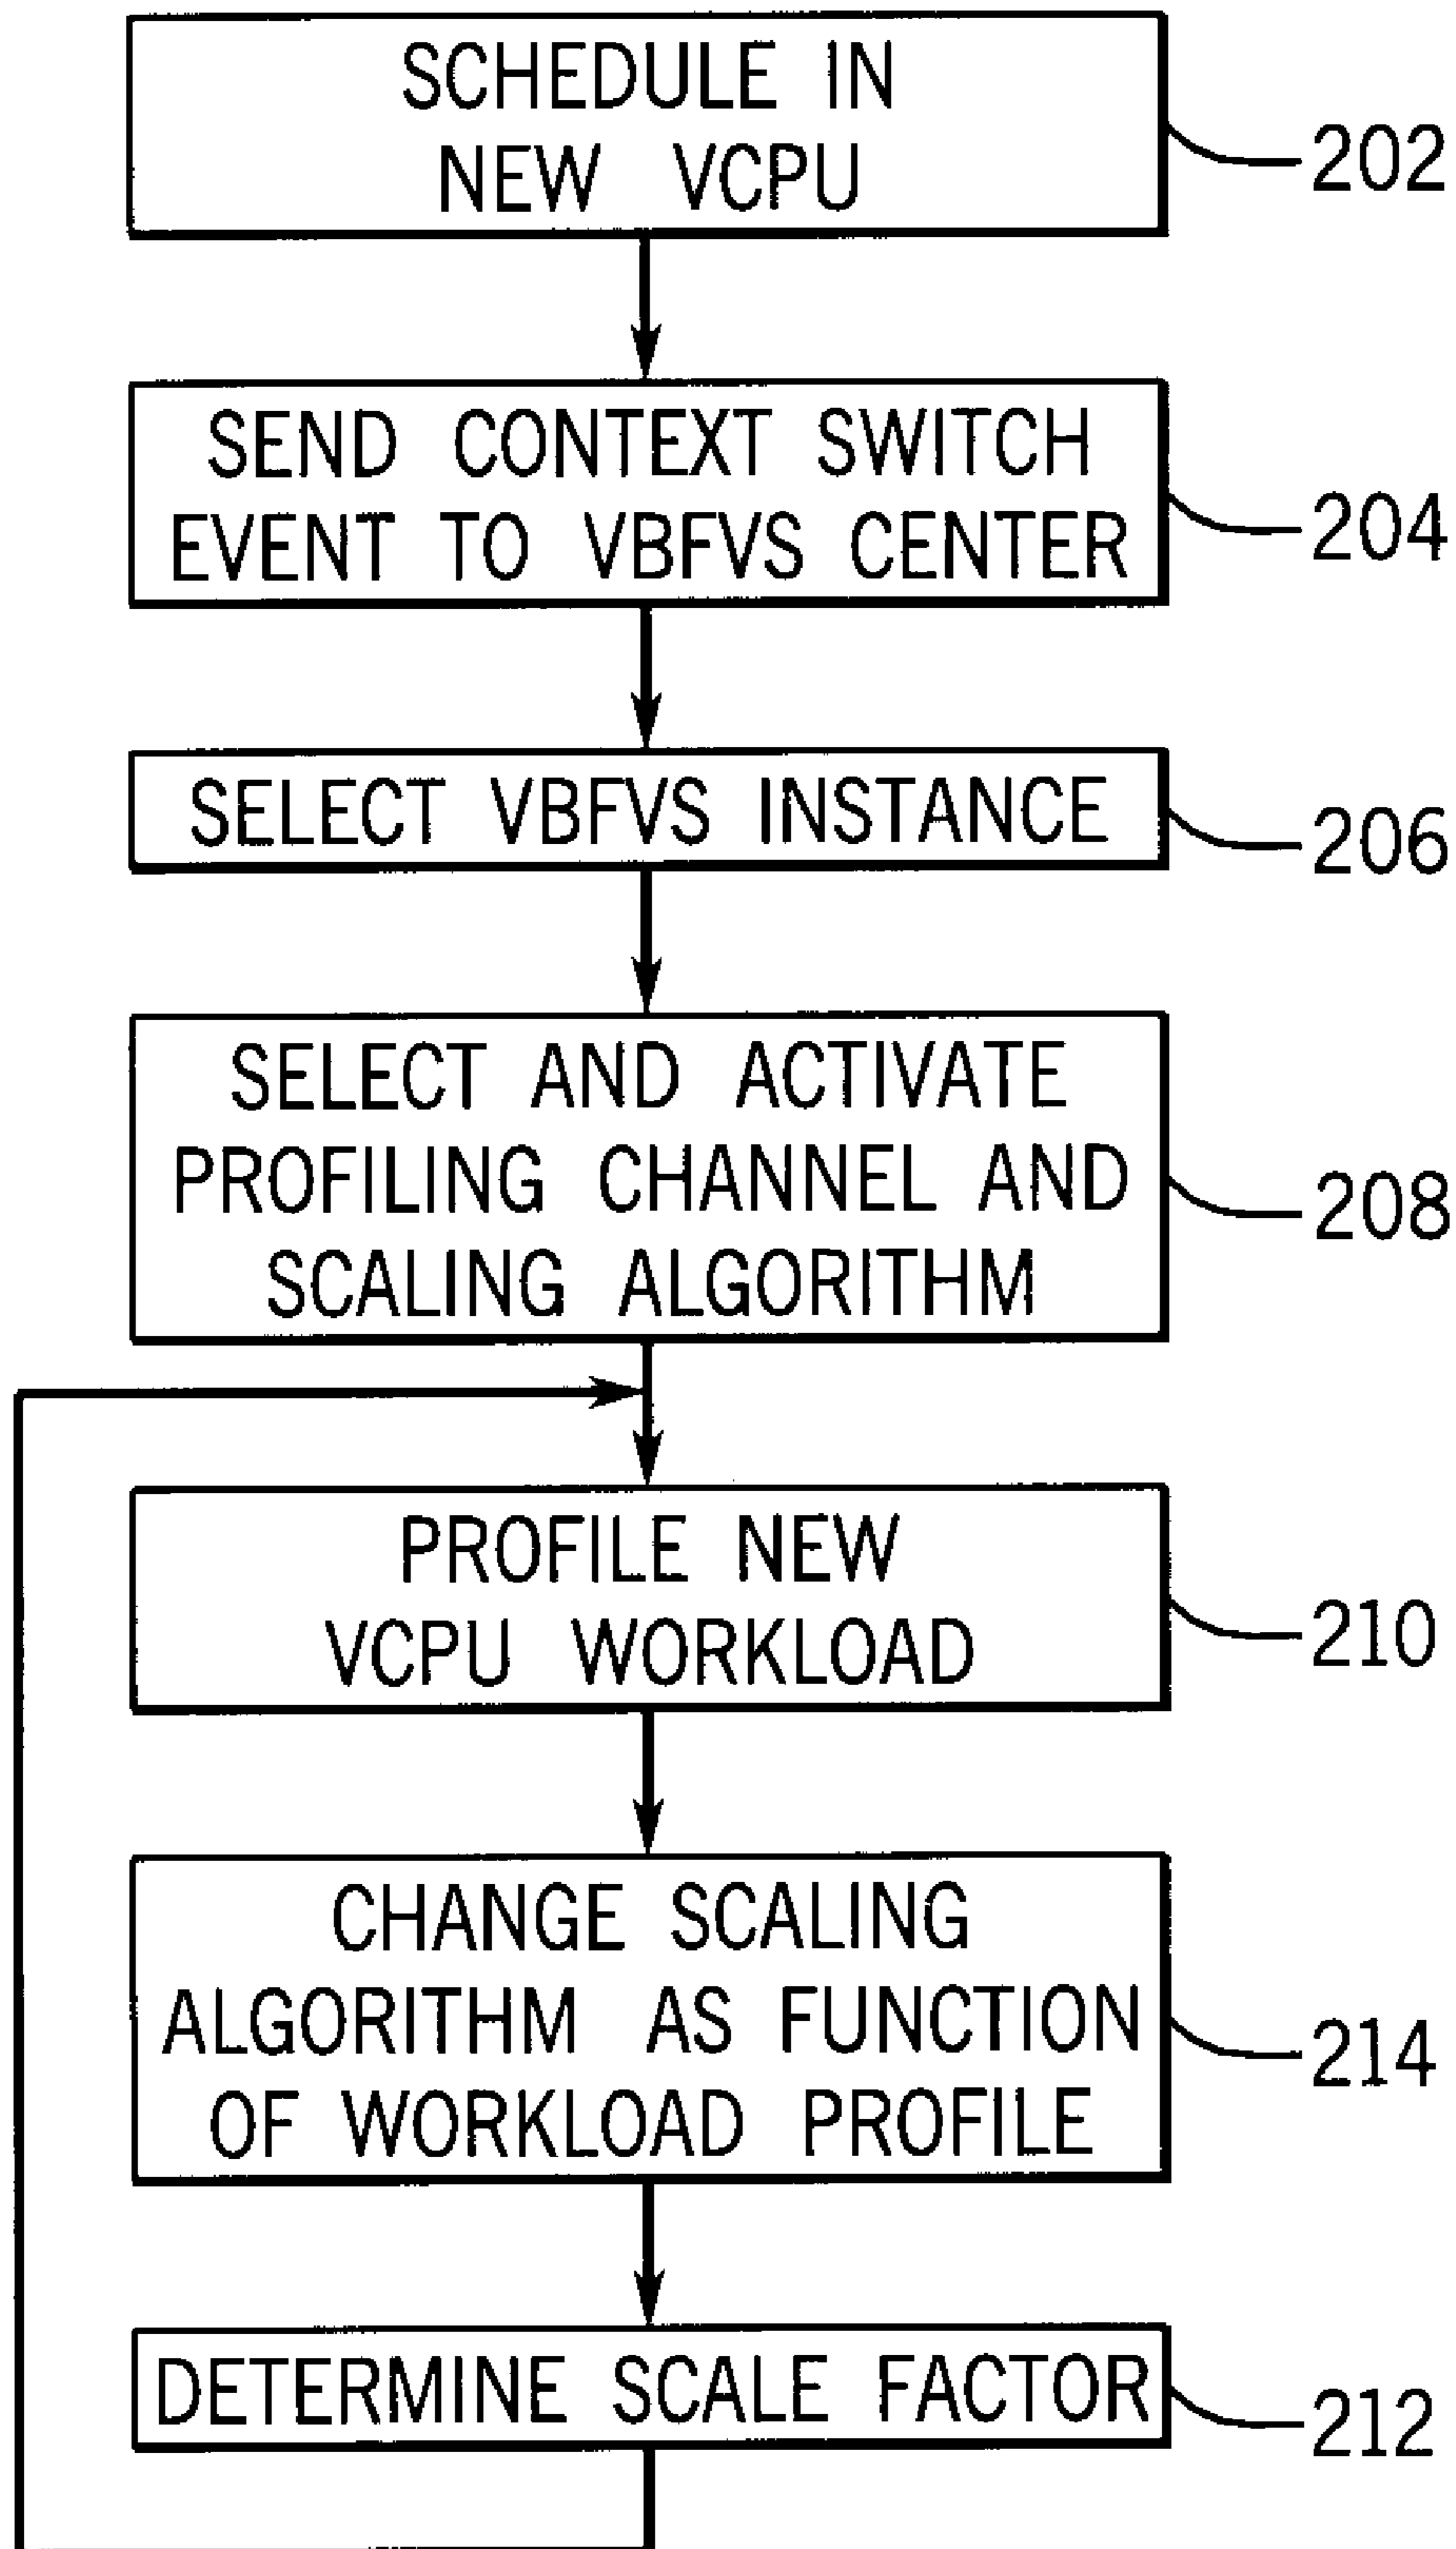 SCHEDULE IN
NEW VCPU
202
SEND CONTEXT SWITCH
EVENT TO VBFVS CENTER
204
SELECT VBFVS INSTANCE
206
SELECT AND ACTIVATE
PROFILING CHANNEL AND
SCALING ALGORITHM
208
PROFILE NEW
VCPU WORKLOAD
210
CHANGE SCALING
ALGORITHM AS FUNCTION
OF WORKLOAD PROFILE
214
DETERMINE SCALE FACTOR
212